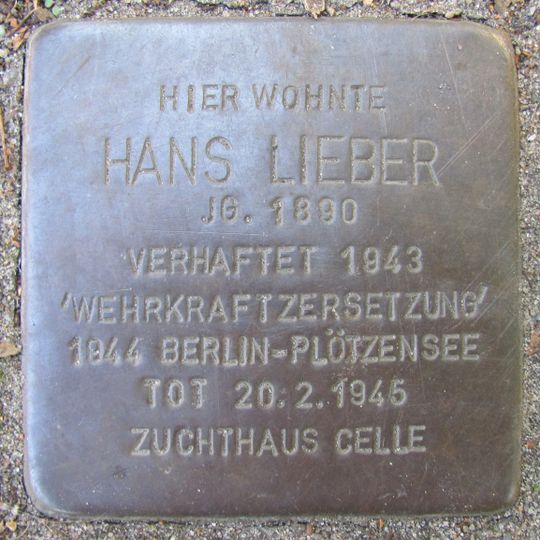 HIER WOHNTE
HANS LIEBER
JG. 1890
VERHAFTET 1943
'WEHRKRAFTZERSETZUNG'
1944 BERLIN-PLÖTZENSEE
TOT 20.2.1945
ZUCHTHAUS CELLE